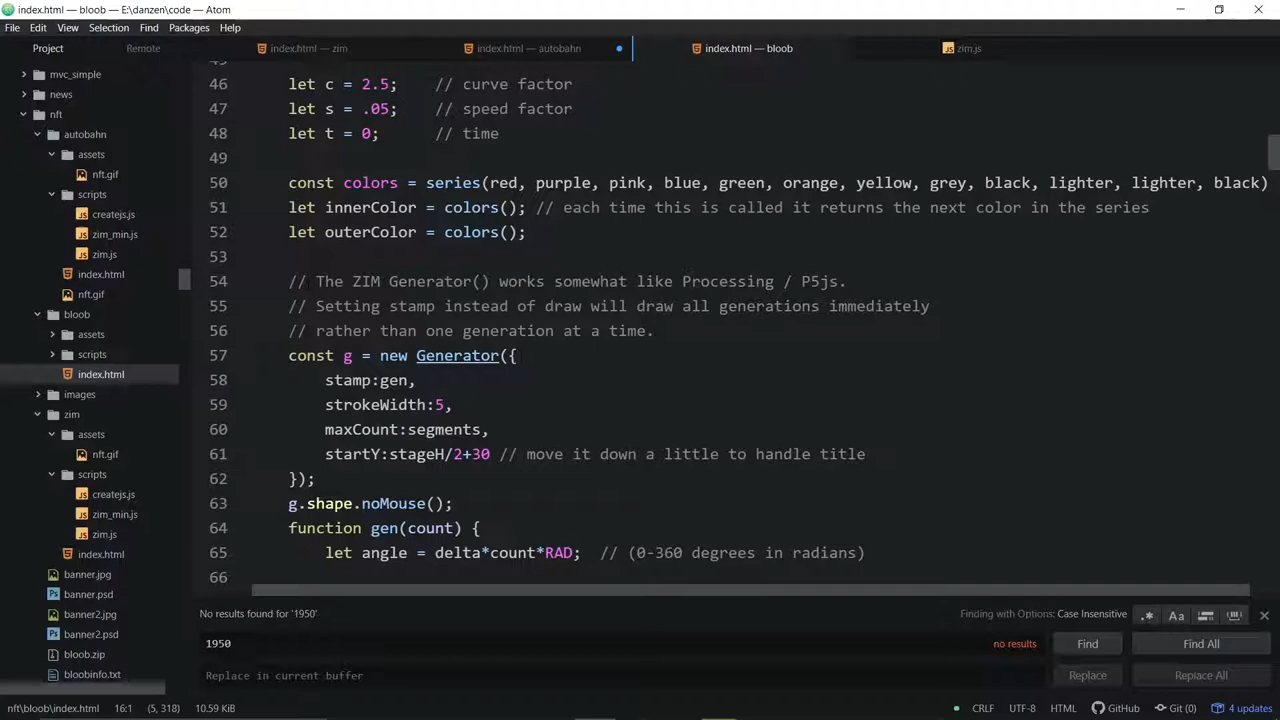 index.html — bloob — E:\danzen\code — Atom
File Edit View Selection Find Packages Help
Project Remote
index.html — zim
index.html — autobahn
index.html — bloob
zim.js
mvc_simple
news
nft
autobahn
assets
nft.gif
scripts
createjs.js
zim_min.js
zim.js
index.html
nft.gif
bloob
assets
scripts
index.html
images
zim
assets
nft.gif
scripts
createjs.js
zim_min.js
zim.js
index.html
banner.jpg
banner.psd
banner2.jpg
banner2.psd
bloob.zip
bloobinfo.txt
45
46 let c = 2.5; // curve factor
47 let s = .05; // speed factor
48 let t = 0; // time
49
50 const colors = series(red, purple, pink, blue, green, orange, yellow, grey, black, lighter, lighter, black)
51 let innerColor = colors(); // each time this is called it returns the next color in the series
52 let outerColor = colors();
53
54 // The ZIM Generator() works somewhat like Processing / P5js.
55 // Setting stamp instead of draw will draw all generations immediately
56 // rather than one generation at a time.
57 const g = new Generator({
58 stamp:gen,
59 strokeWidth:5,
60 maxCount:segments,
61 startY:stageH/2+30 // move it down a little to handle title
62 });
63 g.shape.noMouse();
64 function gen(count) {
65 let angle = delta*count*RAD; // (0-360 degrees in radians)
66
No results found for '1950'
Finding with Options: Case Insensitive
.* Aa
1950 no results Find Find All
Replace in current buffer Replace Replace All
nft\bloob\index.html 16:1 (5, 318) 10.59 KiB CRLF UTF-8 HTML GitHub Git (0) 4 updates